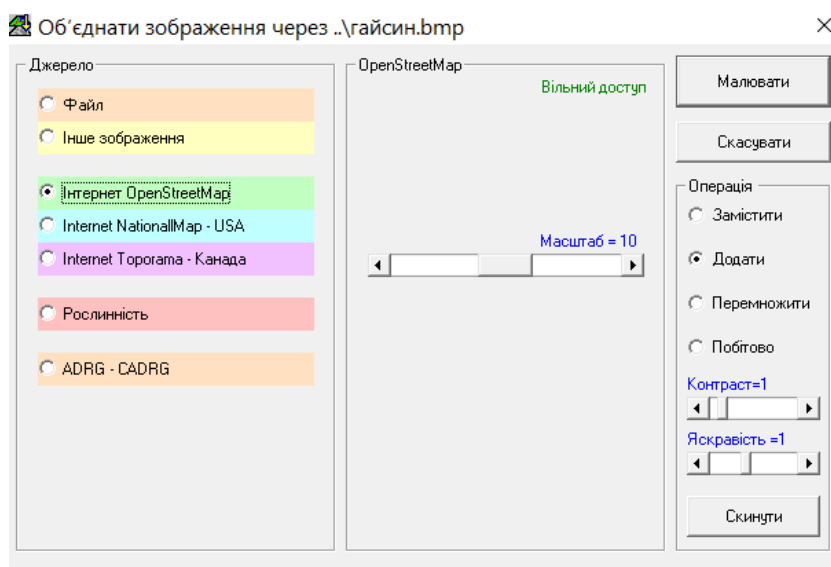 Об’єднати зображення через ..\гайсин.bmp
Джерело
Файл
Інше зображення
Інтернет OpenStreetMap
Internet NationallMap - USA
Internet Toporama - Канада
Рослинність
ADRG - CADRG
OpenStreetMap
Вільний доступ
Масштаб = 10
Малювати
Скасувати
Операція
Замістити
Додати
Перемножити
Побітово
Контраст=1
Яскравість =1
Скинути